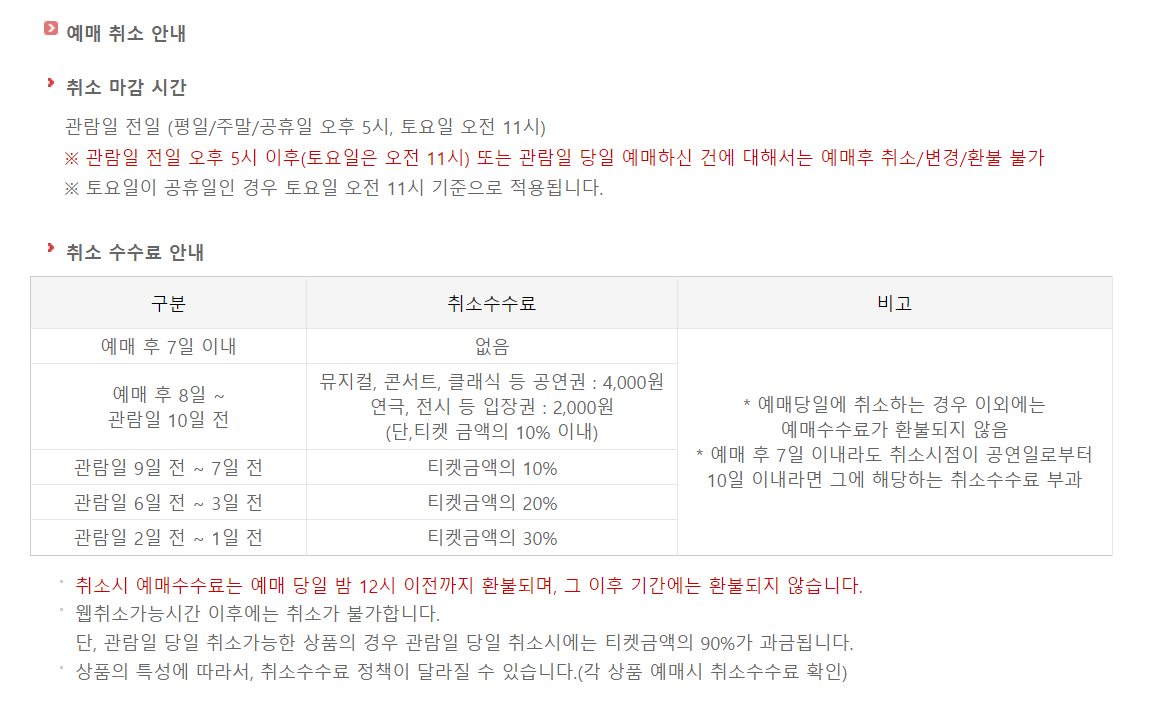 예매 취소 안내
취소 마감 시간
관람일 전일 (평일/주말/공휴일 오후 5시, 토요일 오전 11시)
※ 관람일 전일 오후 5시 이후(토요일은 오전 11시) 또는 관람일 당일 예매하신 건에 대해서는 예매후 취소/변경/환불 불가
※ 토요일이 공휴일인 경우 토요일 오전 11시 기준으로 적용됩니다.
취소 수수료 안내
구분 취소수수료 비고
예매 후 7일 이내 없음
예매 후 8일 ~
관람일 10일 전
뮤지컬, 콘서트, 클래식 등 공연권 : 4,000원
연극, 전시 등 입장권 : 2,000원
(단,티켓 금액의 10% 이내)
관람일 9일 전 ~ 7일 전 티켓금액의 10%
관람일 6일 전 ~ 3일 전 티켓금액의 20%
관람일 2일 전 ~ 1일 전 티켓금액의 30%
* 예매당일에 취소하는 경우 이외에는
예매수수료가 환불되지 않음
* 예매 후 7일 이내라도 취소시점이 공연일로부터
10일 이내라면 그에 해당하는 취소수수료 부과
취소시 예매수수료는 예매 당일 밤 12시 이전까지 환불되며, 그 이후 기간에는 환불되지 않습니다.
웹취소가능시간 이후에는 취소가 불가합니다.
단, 관람일 당일 취소가능한 상품의 경우 관람일 당일 취소시에는 티켓금액의 90%가 과금됩니다.
상품의 특성에 따라서, 취소수수료 정책이 달라질 수 있습니다.(각 상품 예매시 취소수수료 확인)